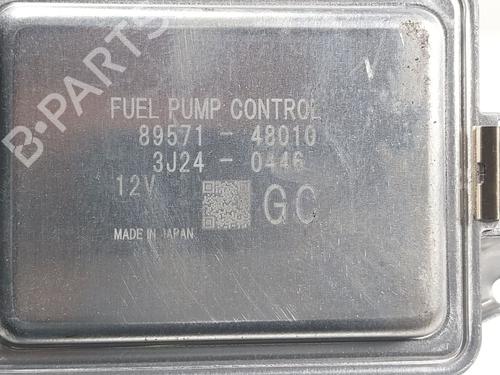 B-PARTS
FUEL PUMP CONTROL
89571 - 48010
3J24 - 0446
12V
GC
MADE IN JAPAN